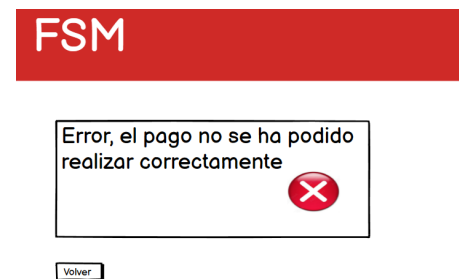 FSM
Error, el pago no se ha podido
realizar correctamente
Volver